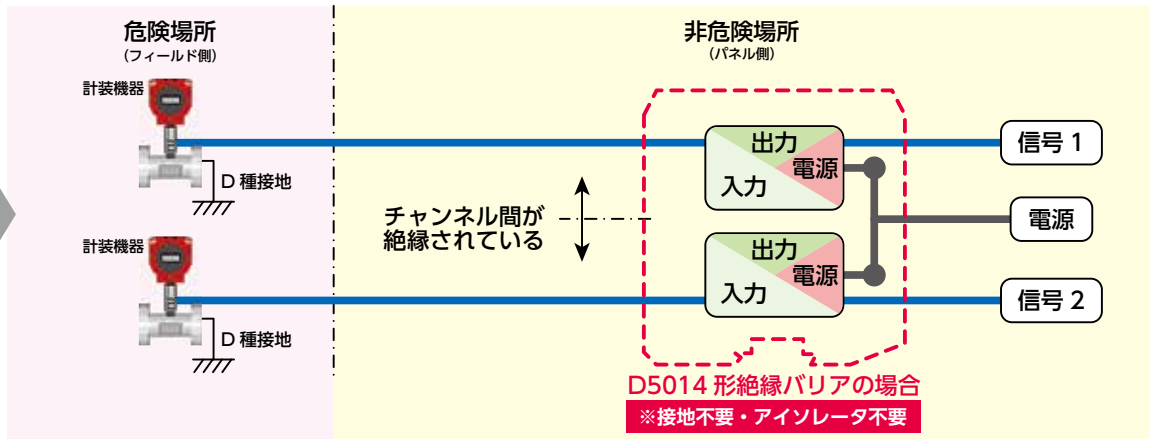 危険場所
(フィールド側)
非危険場所
(パネル側)
計装機器
D 種接地
出力
電源
入力
信号 1
チャンネル間が
絶縁されている
電源
計装機器
D 種接地
出力
電源
入力
信号 2
D5014 形絶縁バリアの場合
※接地不要・アイソレータ不要